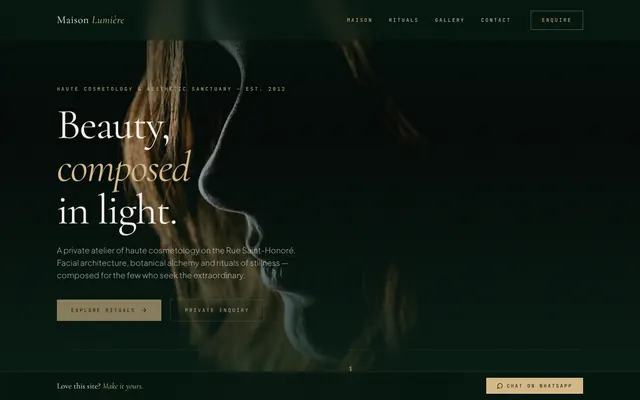 Maison Lumière
MAISON RITUALS GALLERY CONTACT ENQUIRE
HAUTE COSMETOLOGY & AESTHETIC SANCTUARY — EST. 2012
Beauty,
composed
in light.
A private atelier of haute cosmetology on the Rue Saint-Honoré.
Facial architecture, botanical alchemy and rituals of stillness —
composed for the few who seek the extraordinary.
EXPLORE RITUALS → PRIVATE ENQUIRY
Love this site? Make it yours.
CHAT ON WHATSAPP